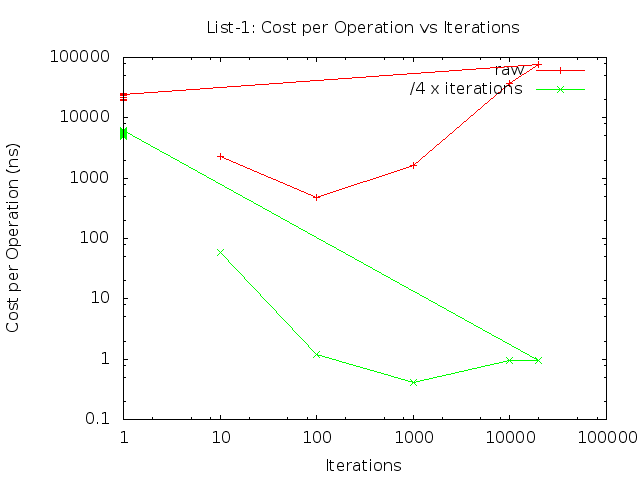 List-1: Cost per Operation vs Iterations
100000
10000
1000
100
10
1
0.1
Cost per Operation (ns)
raw
/4 x iterations
1 10 100 1000 10000 100000
Iterations